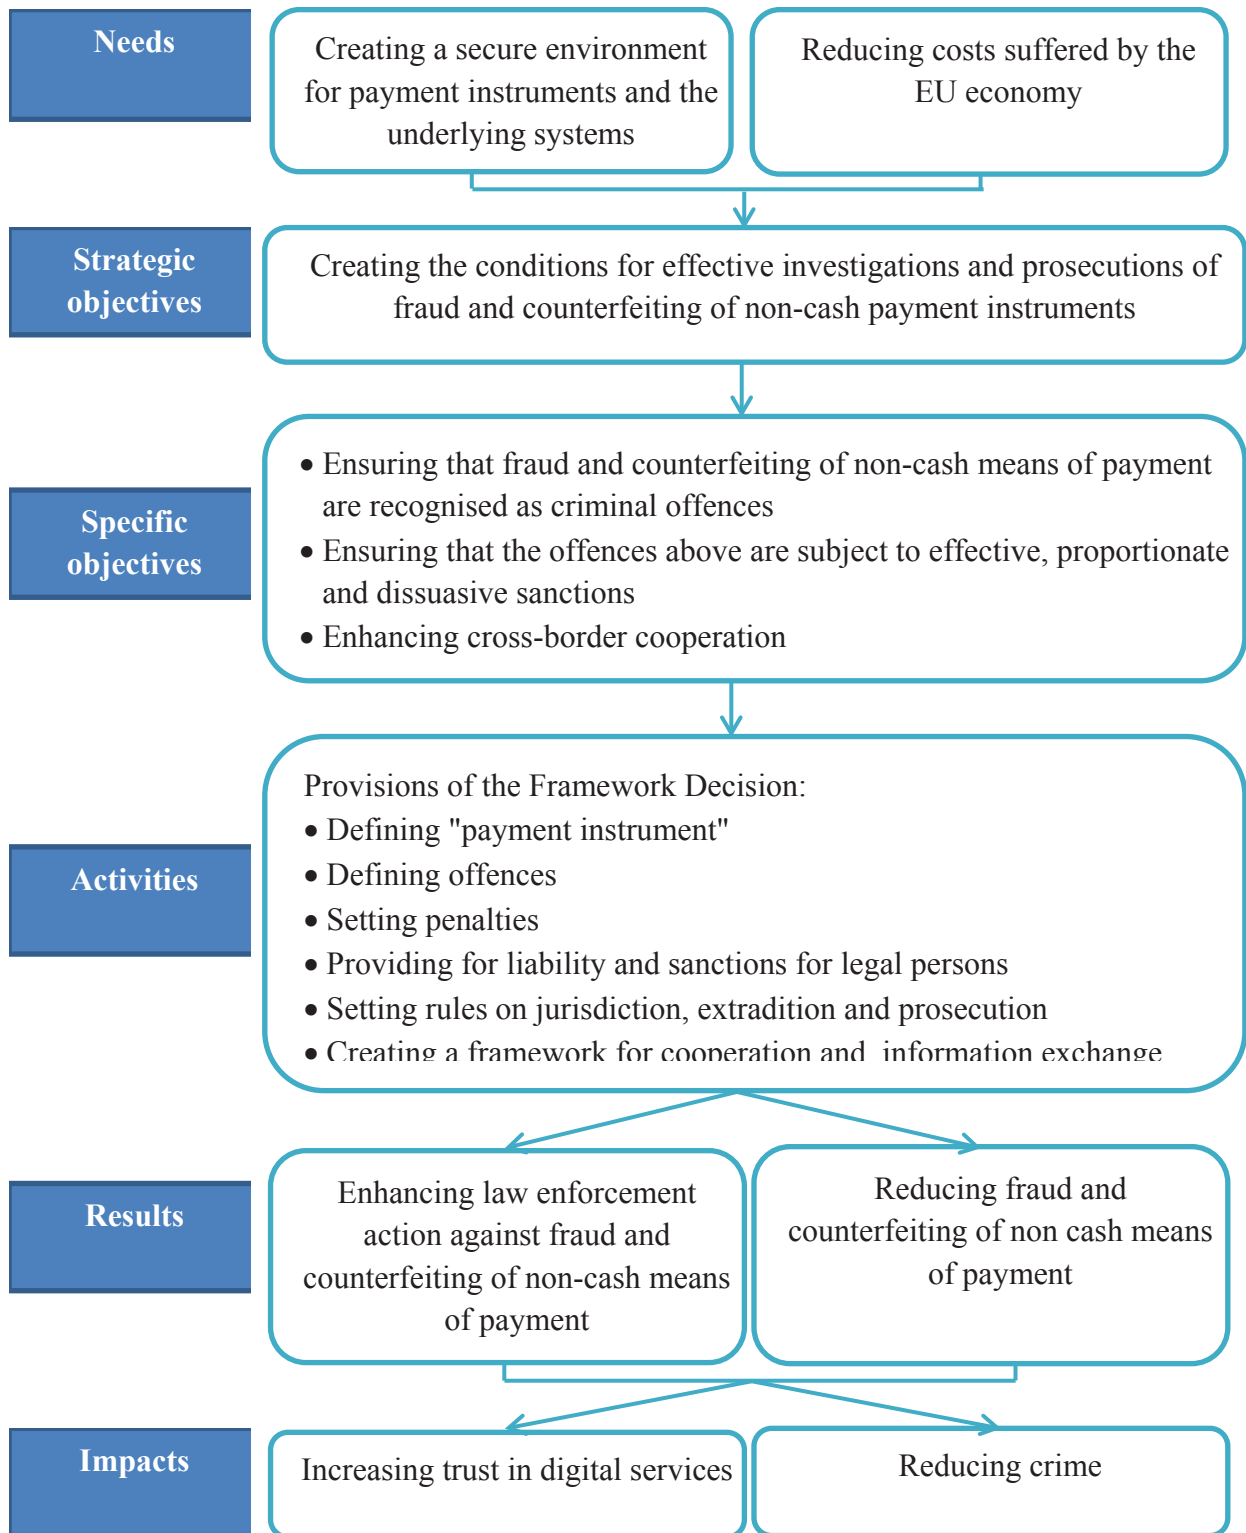 Needs
Creating a secure environment
for payment instruments and the
underlying systems
Reducing costs suffered by the
EU economy
Strategic
objectives
Creating the conditions for effective investigations and prosecutions of
fraud and counterfeiting of non-cash payment instruments
Specific
objectives
• Ensuring that fraud and counterfeiting of non-cash means of payment
are recognised as criminal offences
• Ensuring that the offences above are subject to effective, proportionate
and dissuasive sanctions
• Enhancing cross-border cooperation
Activities
Provisions of the Framework Decision:
• Defining "payment instrument"
• Defining offences
• Setting penalties
• Providing for liability and sanctions for legal persons
• Setting rules on jurisdiction, extradition and prosecution
• Creating a framework for cooperation and  information exchange
Results
Enhancing law enforcement
action against fraud and
counterfeiting of non-cash means
of payment
Reducing fraud and
counterfeiting of non cash means
of payment
Impacts
Increasing trust in digital services
Reducing crime